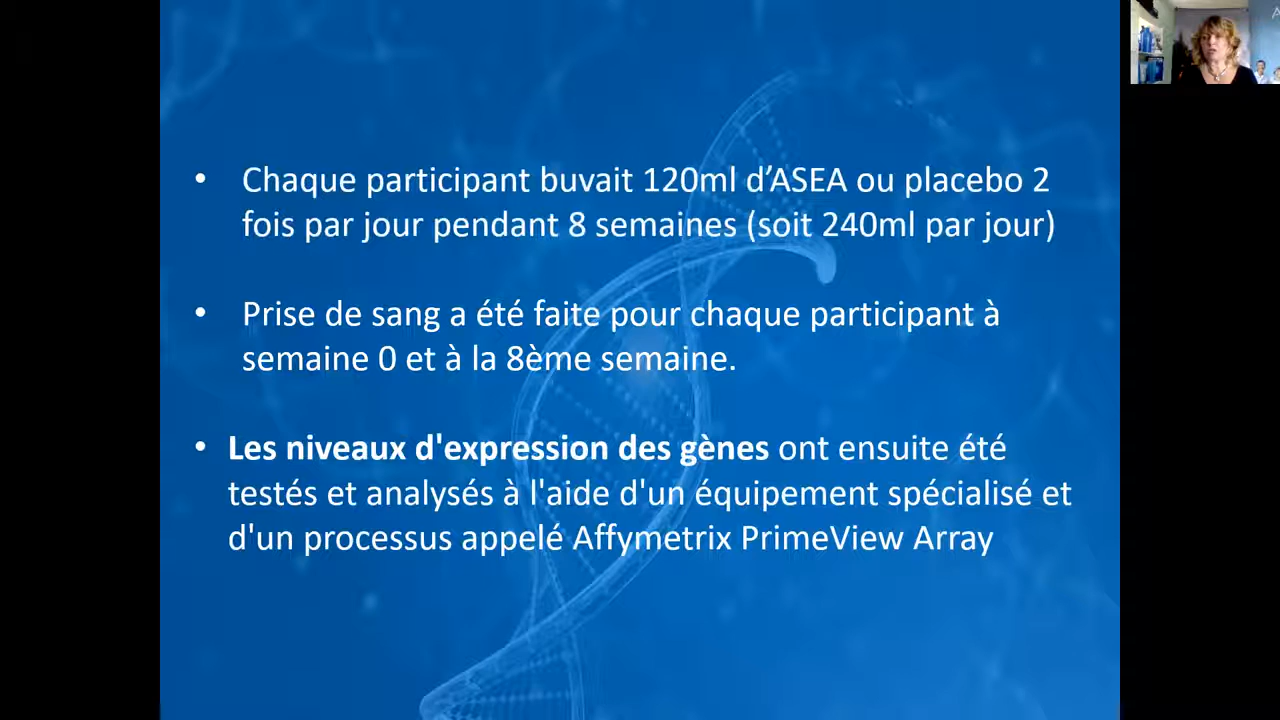 • Chaque participant buvait 120ml d’ASEA ou placebo 2
fois par jour pendant 8 semaines (soit 240ml par jour)
• Prise de sang a été faite pour chaque participant à
semaine 0 et à la 8ème semaine.
• Les niveaux d'expression des gènes ont ensuite été
testés et analysés à l'aide d'un équipement spécialisé et
d'un processus appelé Affymetrix PrimeView Array